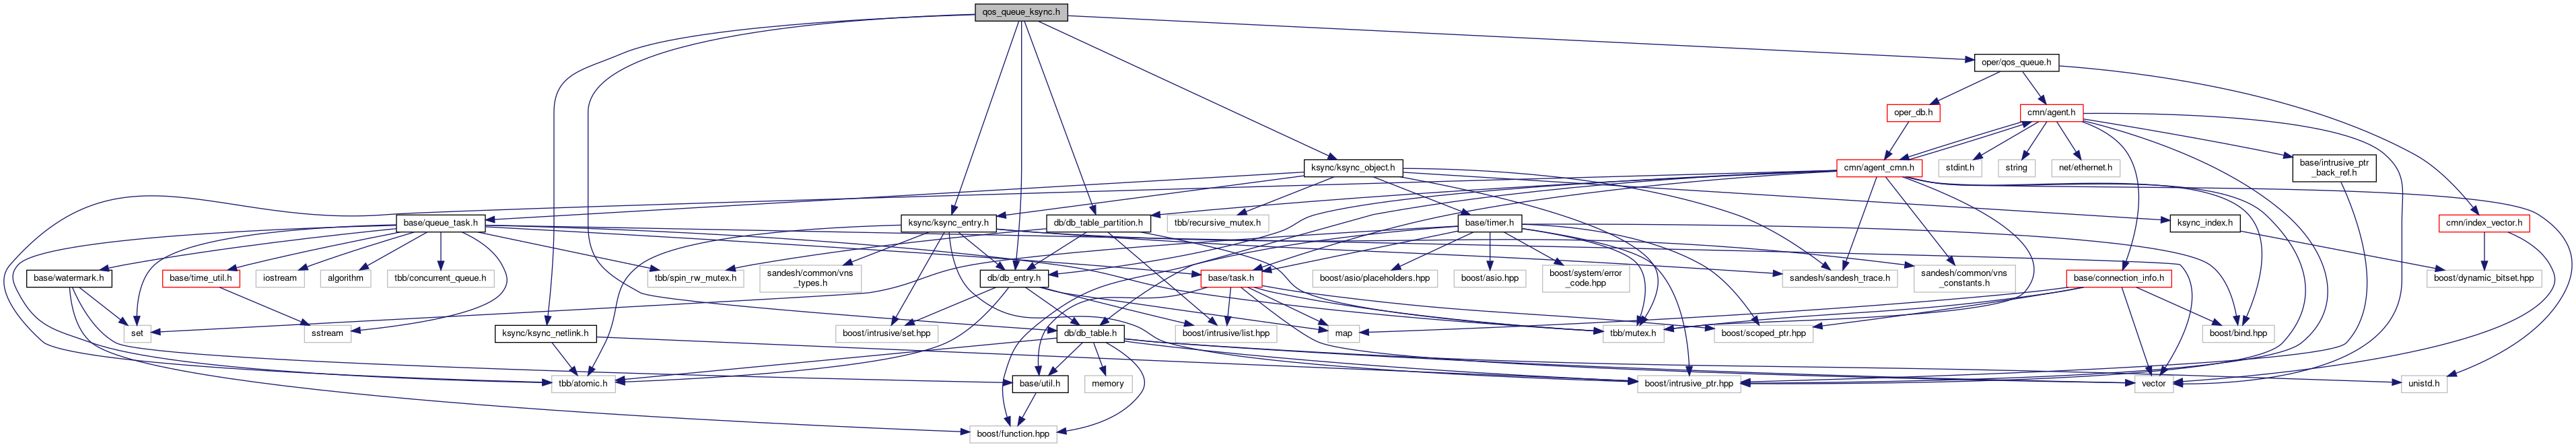 qos_queue_ksync.h
oper/qos_queue.h
oper_db.h
cmn/agent.h
ksync/ksync_object.h
cmn/agent_cmn.h
stdint.h
string
net/ethernet.h
base/intrusive_ptr
_back_ref.h
base/queue_task.h
ksync/ksync_entry.h
db/db_table_partition.h
tbb/recursive_mutex.h
base/timer.h
ksync_index.h
cmn/index_vector.h
base/watermark.h
base/time_util.h
iostream
algorithm
tbb/concurrent_queue.h
tbb/spin_rw_mutex.h
sandesh/common/vns
_types.h
db/db_entry.h
base/task.h
boost/asio/placeholders.hpp
boost/asio.hpp
boost/system/error
_code.hpp
sandesh/sandesh_trace.h
sandesh/common/vns
_constants.h
base/connection_info.h
boost/dynamic_bitset.hpp
set
sstream
ksync/ksync_netlink.h
boost/intrusive/set.hpp
db/db_table.h
boost/intrusive/list.hpp
map
tbb/mutex.h
boost/scoped_ptr.hpp
boost/bind.hpp
tbb/atomic.h
base/util.h
memory
boost/intrusive_ptr.hpp
vector
unistd.h
boost/function.hpp